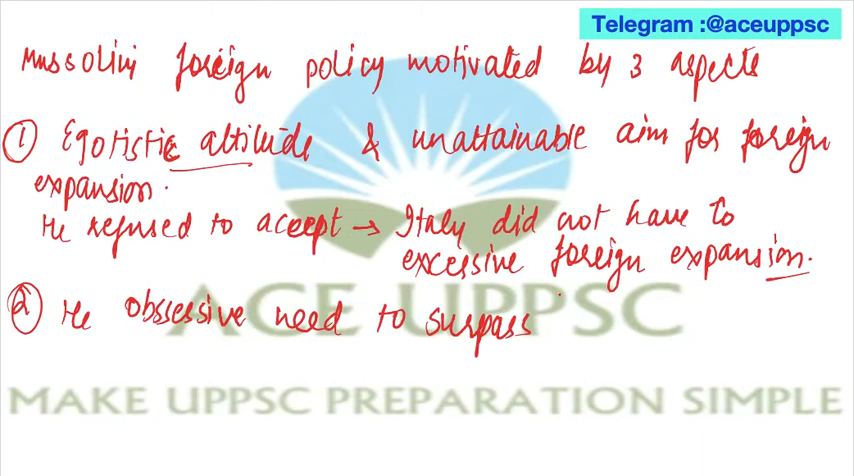 Telegram :@aceuppsc
Mussolini foreign policy motivated by 3 aspects
① Egotistic attitude & unattainable aim for foreign
expansion.
He refused to accept → Italy did not have to
excessive foreign expansion.
② He obssessive need to surpass
ACE UPPSC
MAKE UPPSC PREPARATION SIMPLE